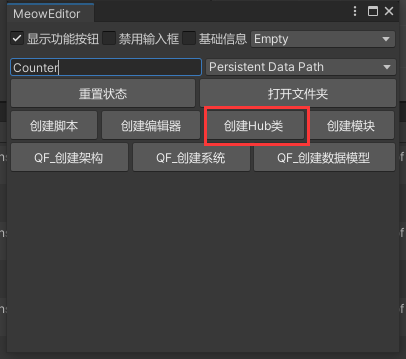 MeowEditor
显示功能按钮 禁用输入框 基础信息 Empty
Counter Persistent Data Path
重置状态 打开文件夹
创建脚本 创建编辑器 创建Hub类 创建模块
QF_创建架构 QF_创建系统 QF_创建数据模型